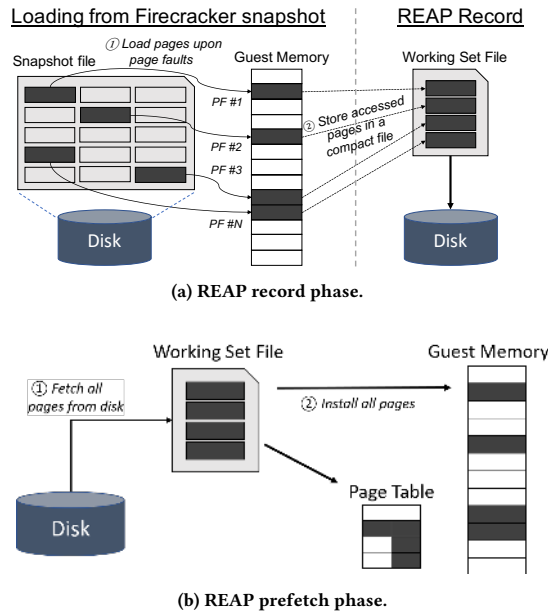 Loading from Firecracker snapshot
REAP Record
① Load pages upon
page faults
Snapshot file
Guest Memory
Working Set File
PF #1
② Store accessed
pages in a
compact file
PF #2
PF #3
PF #N
Disk
Disk
(a) REAP record phase.
Working Set File
Guest Memory
① Fetch all
pages from disk
② Install all pages
Page Table
Disk
(b) REAP prefetch phase.